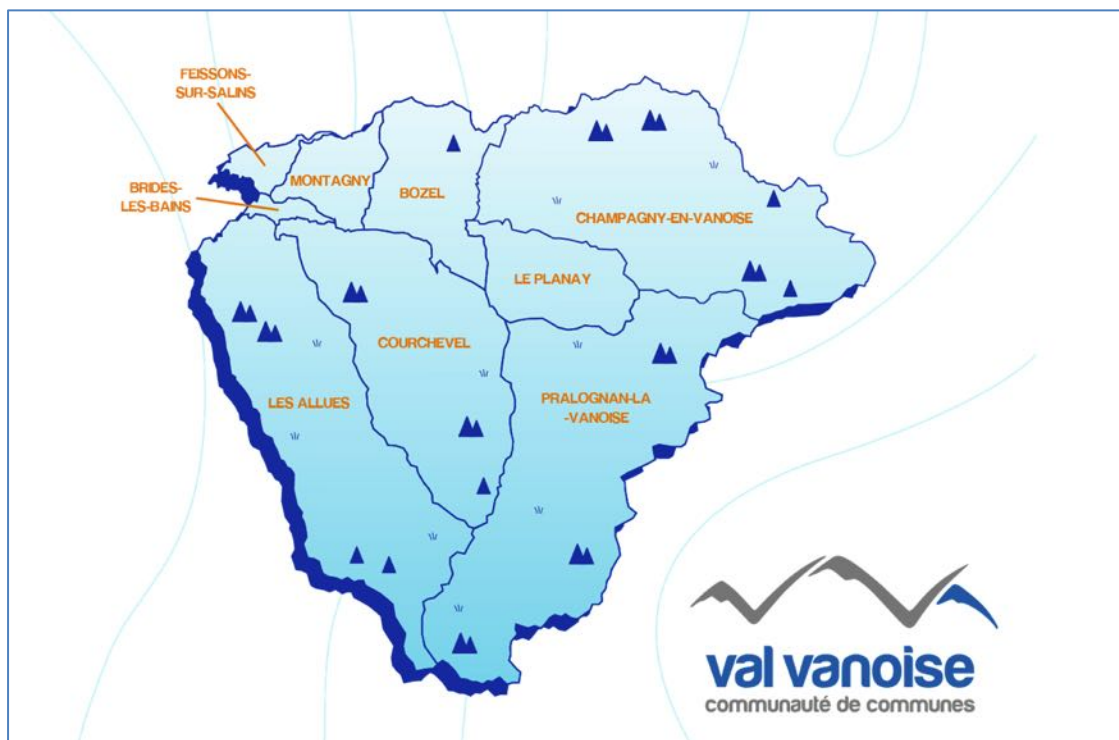 FEISSONS-
SUR-SALINS
MONTAGNY
BRIDES-
LES-BAINS
BOZEL
CHAMPAGNY-EN-VANOISE
LE PLANAY
COURCHEVEL
LES ALLUES
PRALOGNAN-LA
-VANOISE
val vanoise
communauté de communes